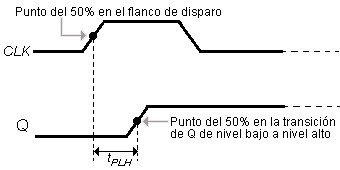 Punto del 50% en el flanco de disparo
CLK
Q
Punto del 50% en la transición
de Q de nivel bajo a nivel alto
tPLH